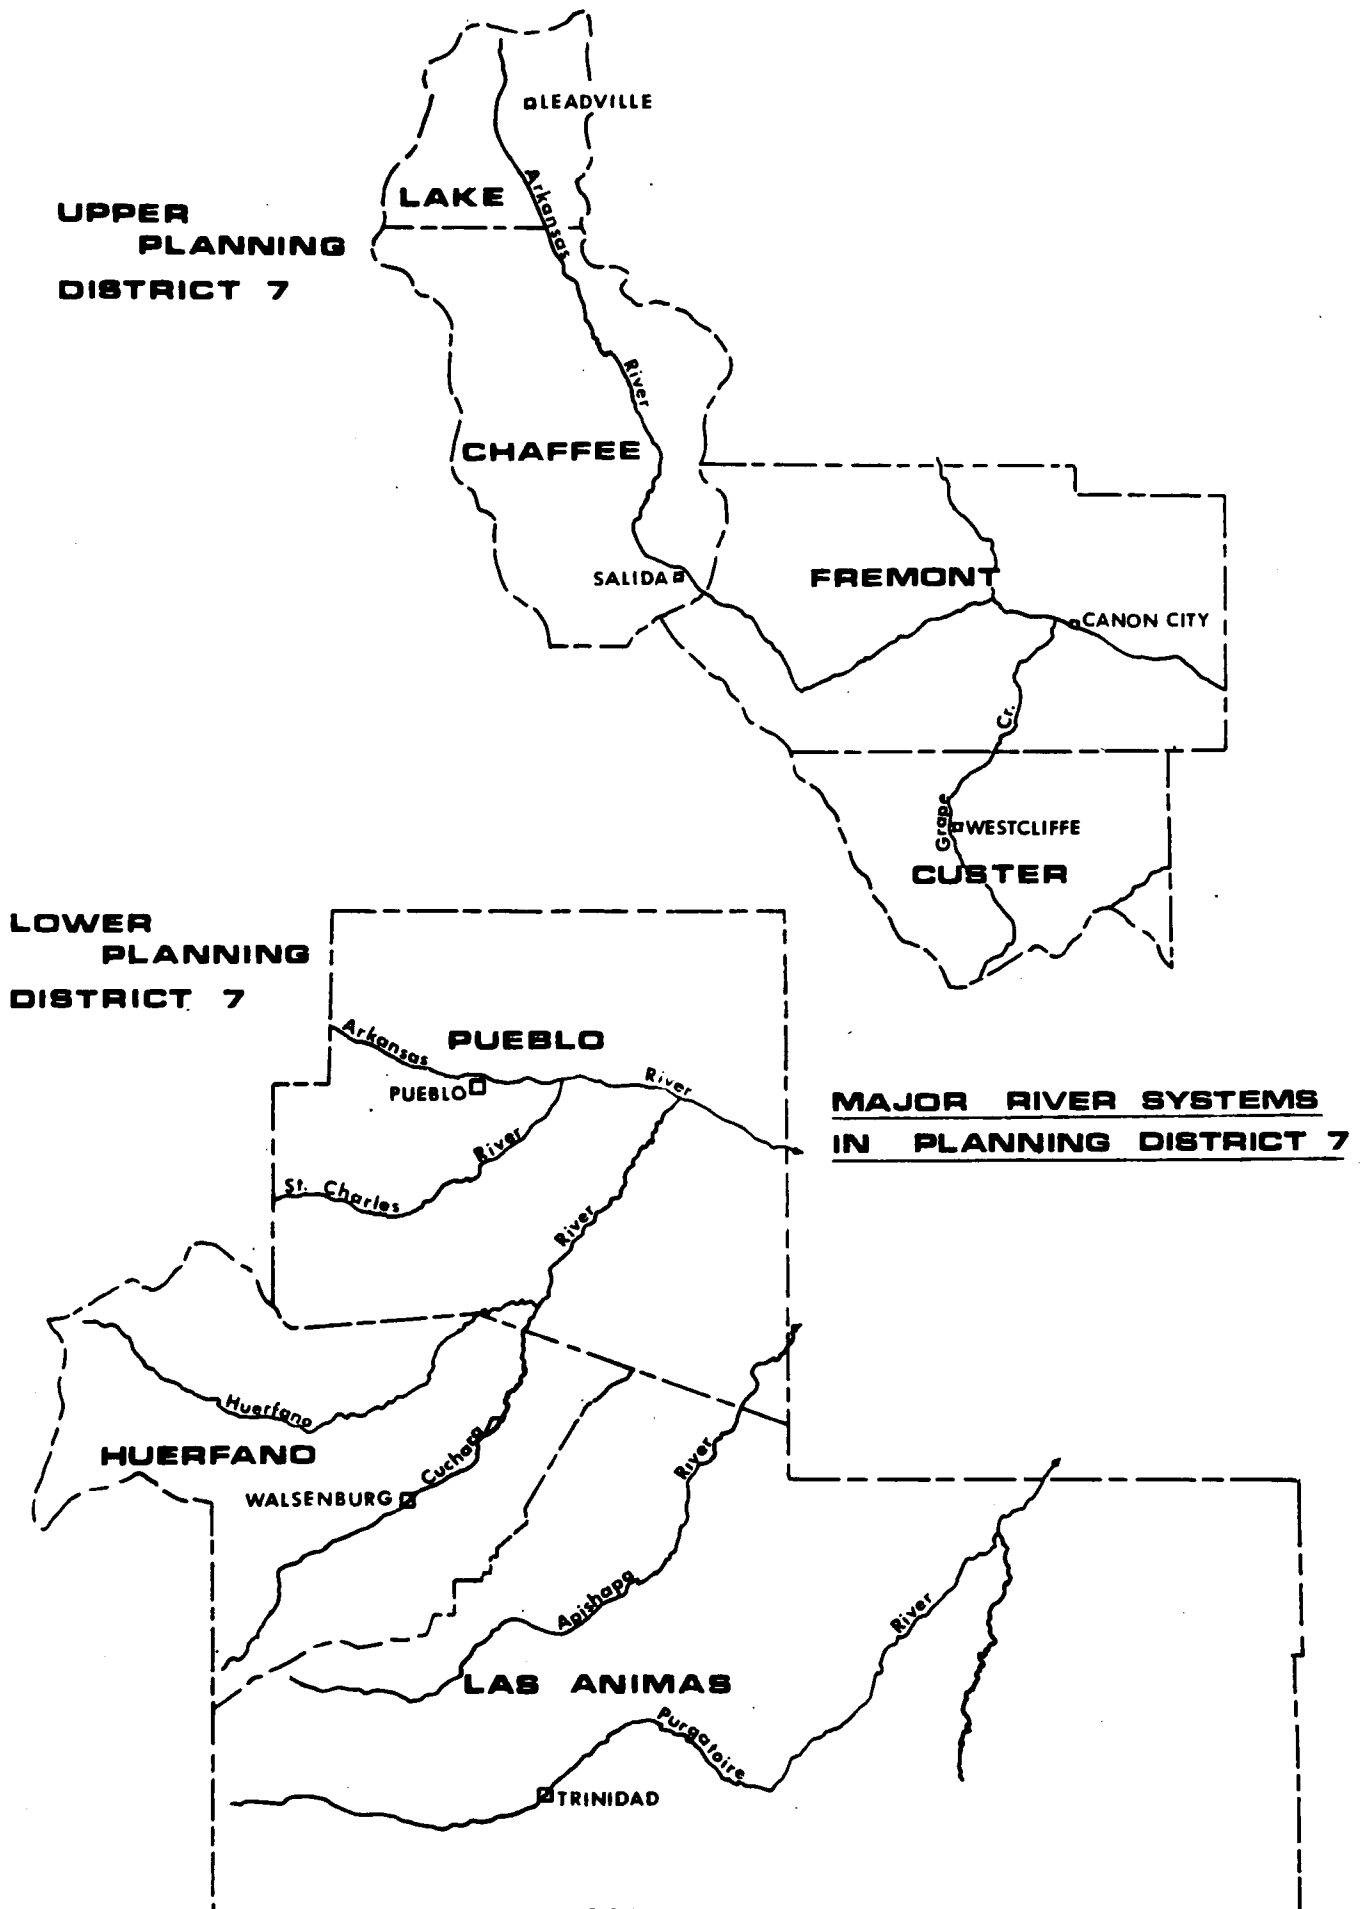 LEADVILLE
LAKE
Arkansas
UPPER
PLANNING
DISTRICT 7
River
CHAFFEE
SALIDA
FREMONT
CANON CITY
Cr.
Grape
WESTCLIFFE
CUSTER
LOWER
PLANNING
DISTRICT 7
Arkansas
PUEBLO
River
PUEBLO
MAJOR RIVER SYSTEMS
IN PLANNING DISTRICT 7
River
St. Charles
River
Huerfano
HUERFANO
Cuchara
River
WALSENBURG
Apishapa
River
LAS ANIMAS
Purgatoire
TRINIDAD